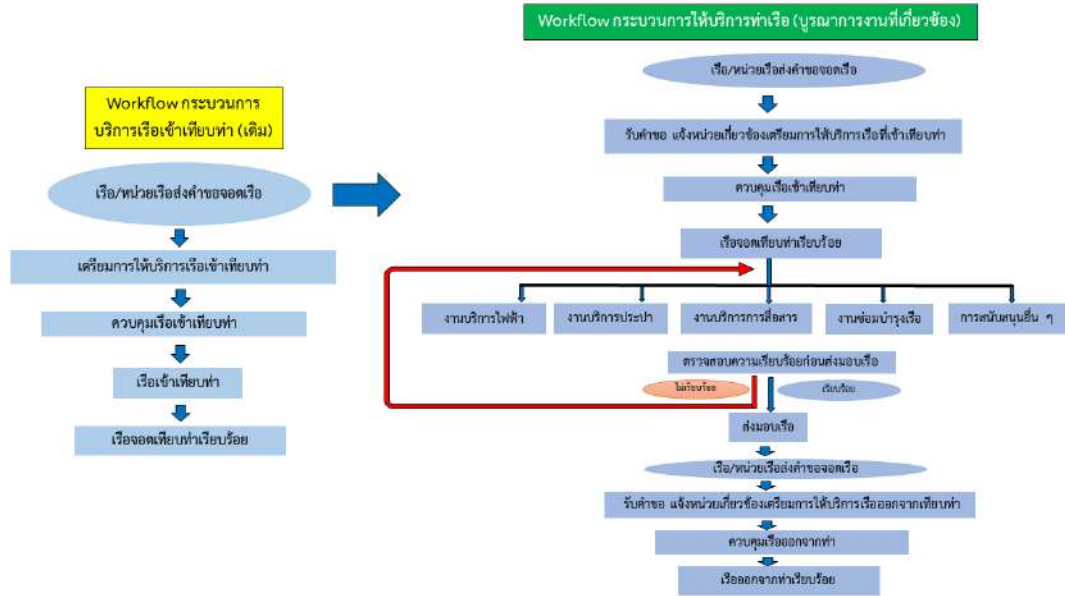 Workflow กระบวนการ
บริการเรือเข้าเทียบท่า (เดิม)
เรือ/หน่วยเรือส่งคำขอจอดเรือ
เตรียมการให้บริการเรือเข้าเทียบท่า
ควบคุมเรือเข้าเทียบท่า
เรือเข้าเทียบท่า
เรือจอดเทียบท่าเรียบร้อย
Workflow กระบวนการให้บริการท่าเรือ (บูรณาการงานที่เกี่ยวข้อง)
เรือ/หน่วยเรือส่งคำขอจอดเรือ
รับคำขอ แจ้งหน่วยเกี่ยวข้องเตรียมการให้บริการเรือที่เข้าเทียบท่า
ควบคุมเรือเข้าเทียบท่า
เรือจอดเทียบท่าเรียบร้อย
งานบริการไฟฟ้า
งานบริการประปา
งานบริการการสื่อสาร
งานซ่อมบำรุงเรือ
การสนับสนุนอื่น ๆ
ตรวจสอบความเรียบร้อยก่อนส่งมอบเรือ
ไม่เรียบร้อย
เรียบร้อย
ส่งมอบเรือ
เรือ/หน่วยเรือส่งคำขอจอดเรือ
รับคำขอ แจ้งหน่วยเกี่ยวข้องเตรียมการให้บริการเรือออกจากเทียบท่า
ควบคุมเรือออกจากท่า
เรือออกจากท่าเรียบร้อย